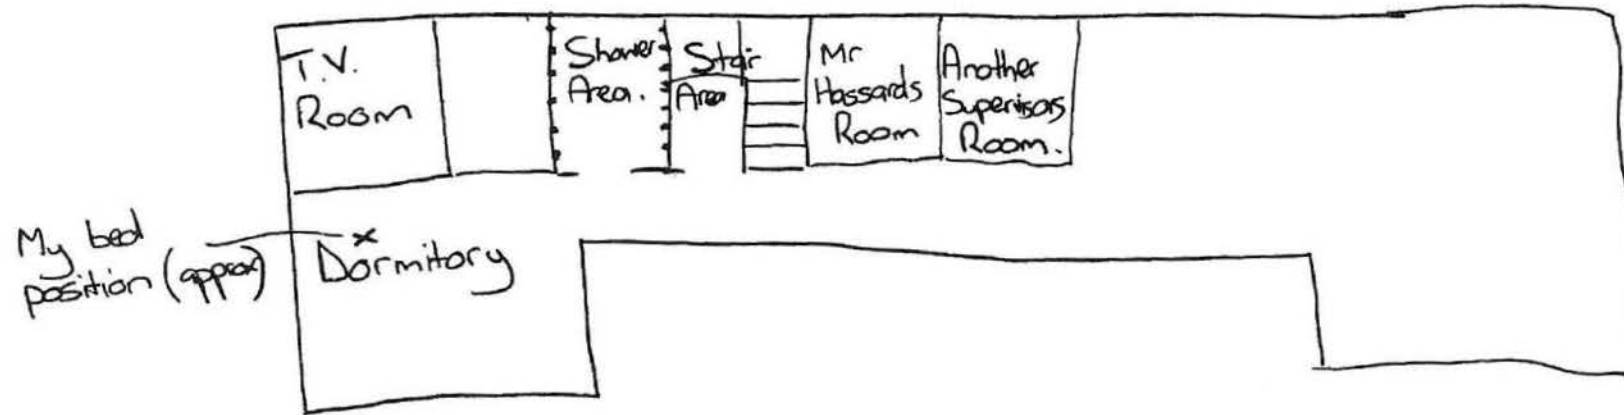 T.V.
Room
Shower
Area.
Stair
Area
Mr
Hassards
Room
Another
Supervisors
Room.
My bed
position (approx)
Dormitory